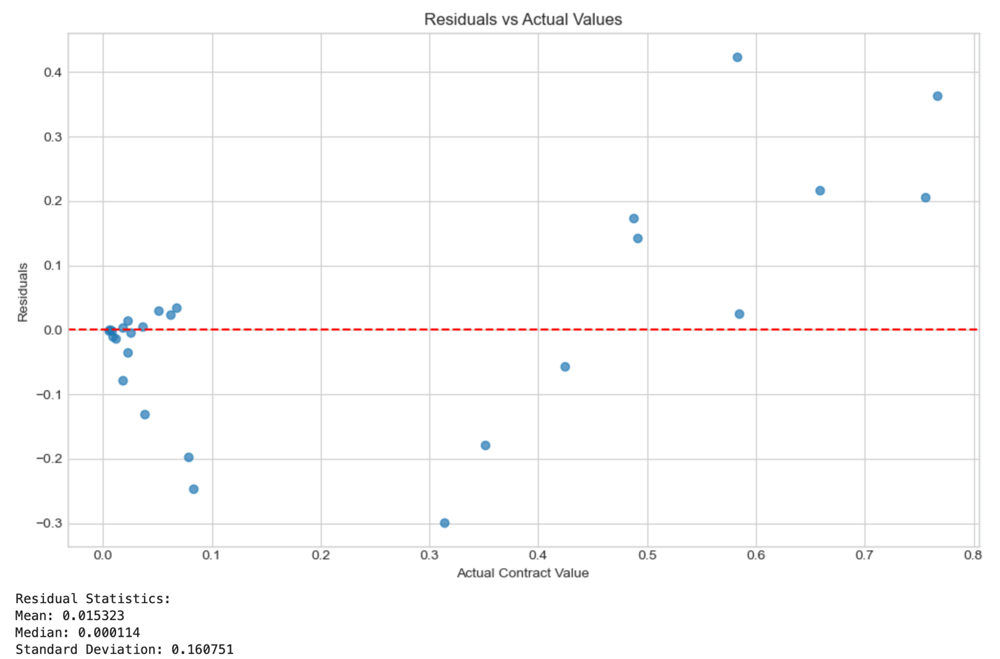 Residuals vs Actual Values
0.4
0.3
0.2
0.1
0.0
−0.1
−0.2
−0.3
Residuals
0.0 0.1 0.2 0.3 0.4 0.5 0.6 0.7 0.8
Actual Contract Value
Residual Statistics:
Mean: 0.015323
Median: 0.000114
Standard Deviation: 0.160751